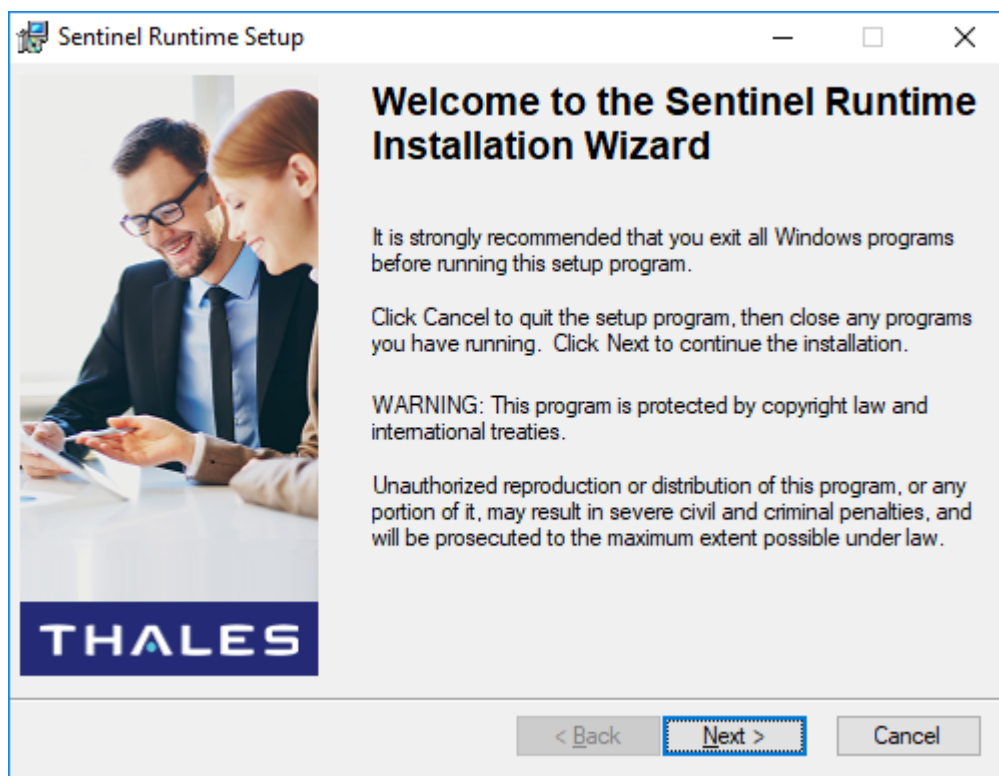 Sentinel Runtime Setup
Welcome to the Sentinel Runtime
Installation Wizard
It is strongly recommended that you exit all Windows programs
before running this setup program.
Click Cancel to quit the setup program, then close any programs
you have running.  Click Next to continue the installation.
WARNING: This program is protected by copyright law and
international treaties.
Unauthorized reproduction or distribution of this program, or any
portion of it, may result in severe civil and criminal penalties, and
will be prosecuted to the maximum extent possible under law.
THALES
< Back
Next >
Cancel